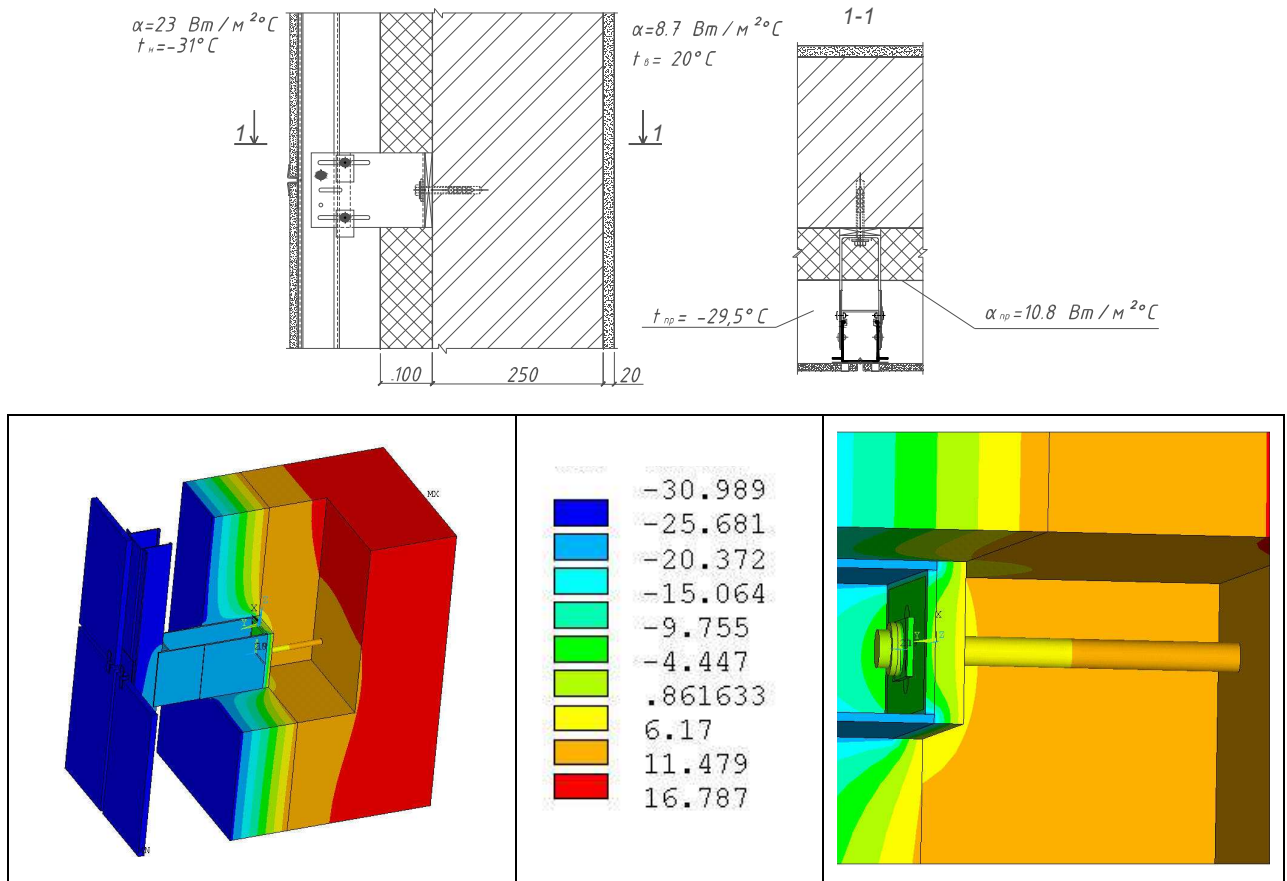 α=23 Вт/м²°С
tн=-31°С
α=8.7 Вт/м²°С
tв= 20°С
1-1
1
1
tпр= -29,5°С
αпр=10.8 Вт/м²°С
.100
250
20
MX
X
Z
Y
-30.989
-25.681
-20.372
-15.064
-9.755
-4.447
.861633
6.17
11.479
16.787
X
Y
Z